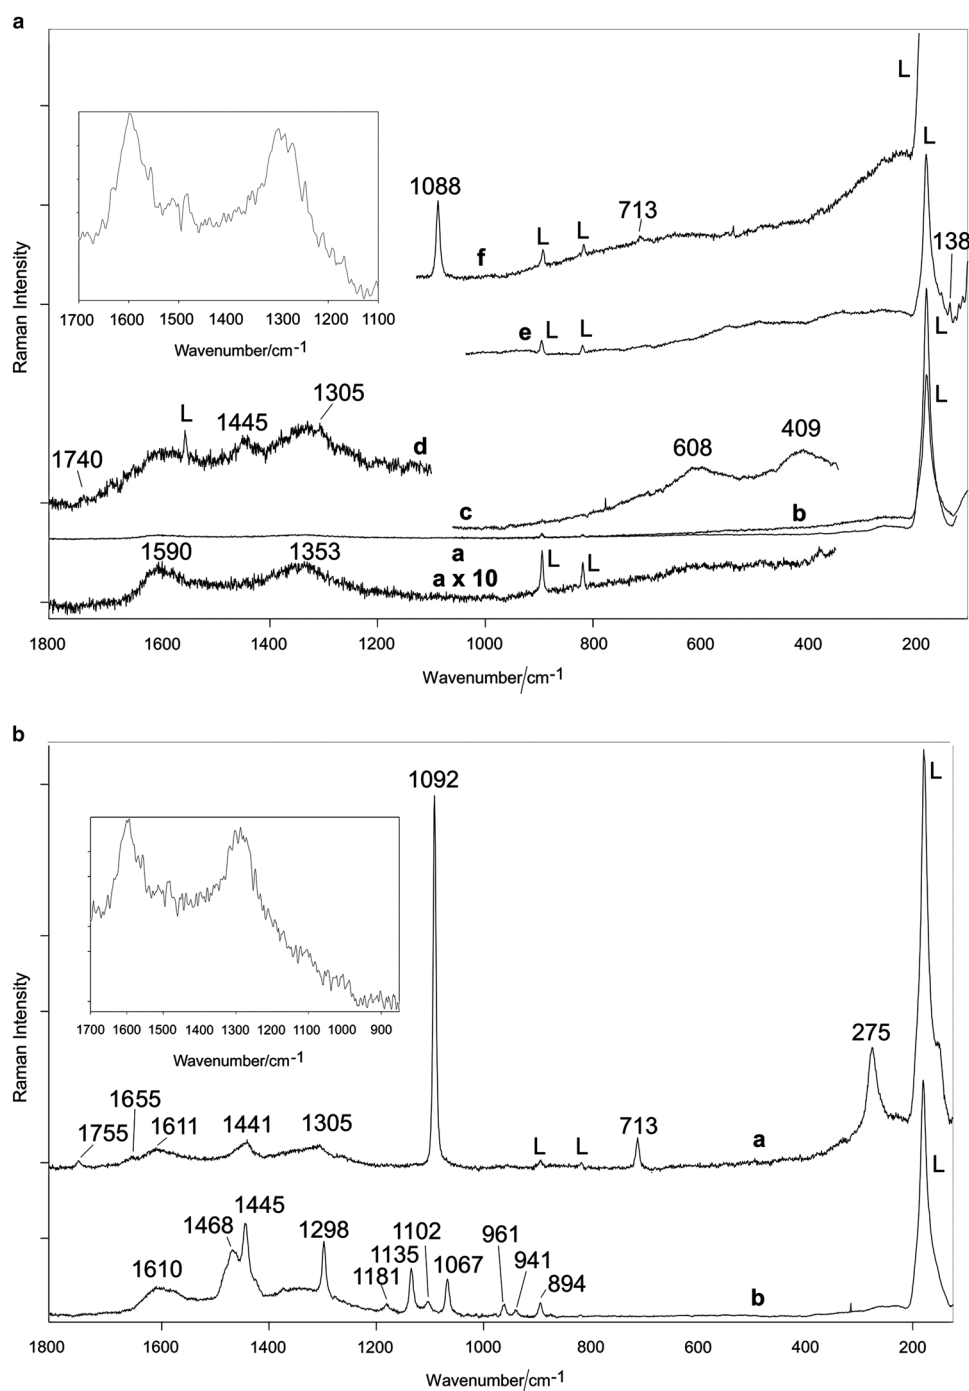 a
L
L
1088
713
L
L
138
f
1700 1600 1500 1400 1300 1200 1100
Wavenumber/cm-1
Raman Intensity
e L L
L
L
1305
L
1445
409
1740
d
608
c
b
1590
1353
a
a x 10
L L
1800 1600 1400 1200 1000 800 600 400 200
Wavenumber/cm-1
b
1092
L
Raman Intensity
1700 1600 1500 1400 1300 1200 1100 1000 900
Wavenumber/cm-1
275
1655
1755
1611
1441
1305
L L
713
a
L
1445
1468
1298
1102
961
1135
941
1610
1181
1067
894
b
1800 1600 1400 1200 1000 800 600 400 200
Wavenumber/cm-1